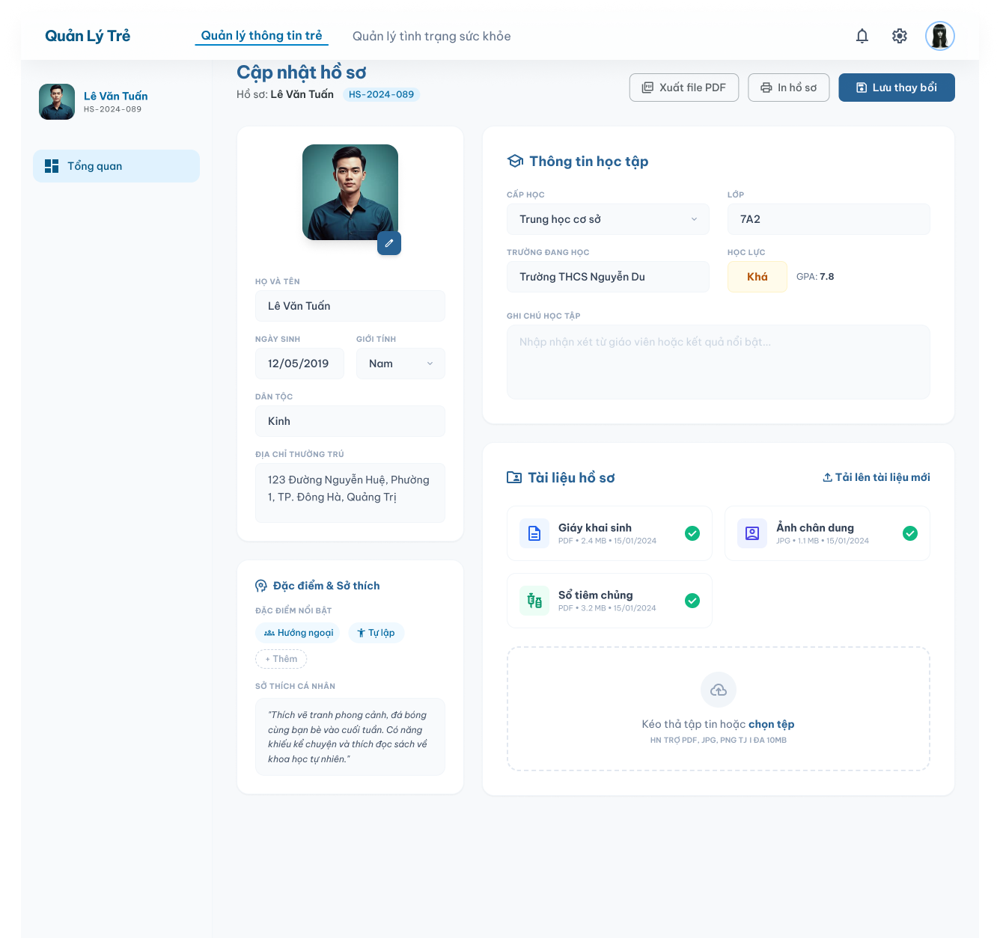 Quản Lý Trẻ
Quản lý thông tin trẻ
Quản lý tình trạng sức khỏe
Lê Văn Tuấn
HS-2024-089
Tổng quan
Cập nhật hồ sơ
Hồ sơ: Lê Văn Tuấn HS-2024-089
Xuất file PDF
In hồ sơ
Lưu thay đổi
HỌ VÀ TÊN
Lê Văn Tuấn
NGÀY SINH
12/05/2019
GIỚI TÍNH
Nam
DÂN TỘC
Kinh
ĐỊA CHỈ THƯỜNG TRÚ
123 Đường Nguyễn Huệ, Phường
1, TP. Đông Hà, Quảng Trị
Đặc điểm & Sở thích
ĐẶC ĐIỂM NỔI BẬT
Hướng ngoại
Tự lập
+ Thêm
SỞ THÍCH CÁ NHÂN
"Thích vẽ tranh phong cảnh, đá bóng
cùng bạn bè vào cuối tuần. Có năng
khiếu kể chuyện và thích đọc sách về
khoa học tự nhiên."
Thông tin học tập
CẤP HỌC
Trung học cơ sở
LỚP
7A2
TRƯỜNG ĐANG HỌC
Trường THCS Nguyễn Du
HỌC LỰC
Khá
GPA: 7.8
GHI CHÚ HỌC TẬP
Nhập nhận xét từ giáo viên hoặc kết quả nổi bật...
Tài liệu hồ sơ
Tải lên tài liệu mới
Giáy khai sinh
PDF • 2.4 MB • 15/01/2024
Ảnh chân dung
JPG • 1.1 MB • 15/01/2024
Sổ tiêm chủng
PDF • 3.2 MB • 15/01/2024
Kéo thả tập tin hoặc chọn tệp
HN TRỢ PDF, JPG, PNG TJ I ĐA 10MB